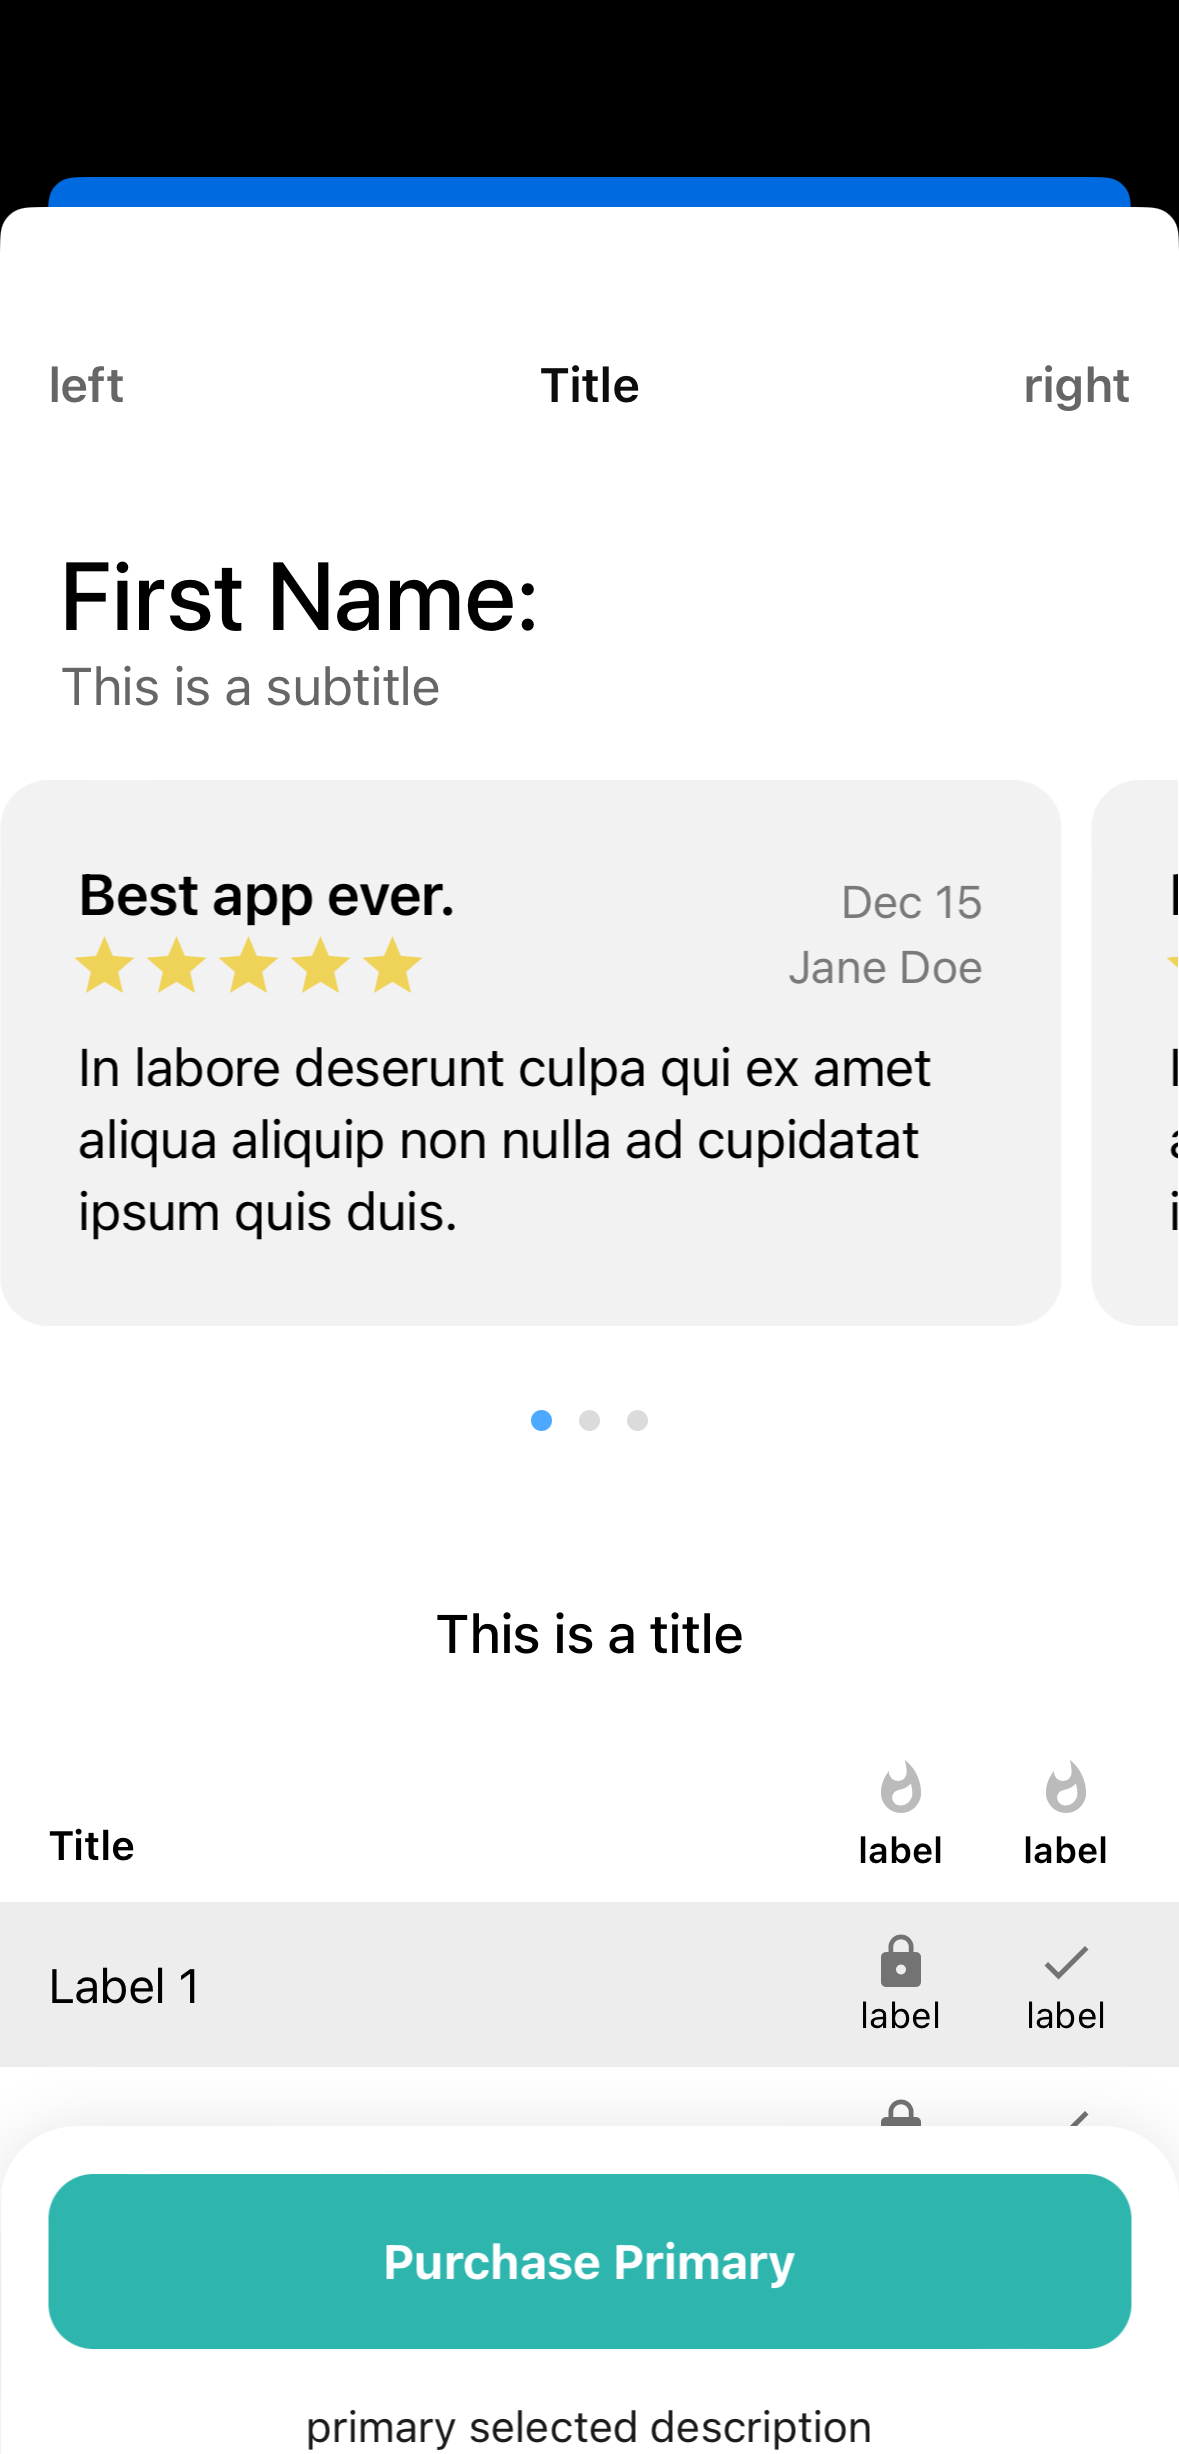 left
Title
right
First Name:
This is a subtitle
Best app ever.
Dec 15
Jane Doe
In labore deserunt culpa qui ex amet
aliqua aliquip non nulla ad cupidatat
ipsum quis duis.
This is a title
Title
label
label
Label 1
label
label
Purchase Primary
primary selected description